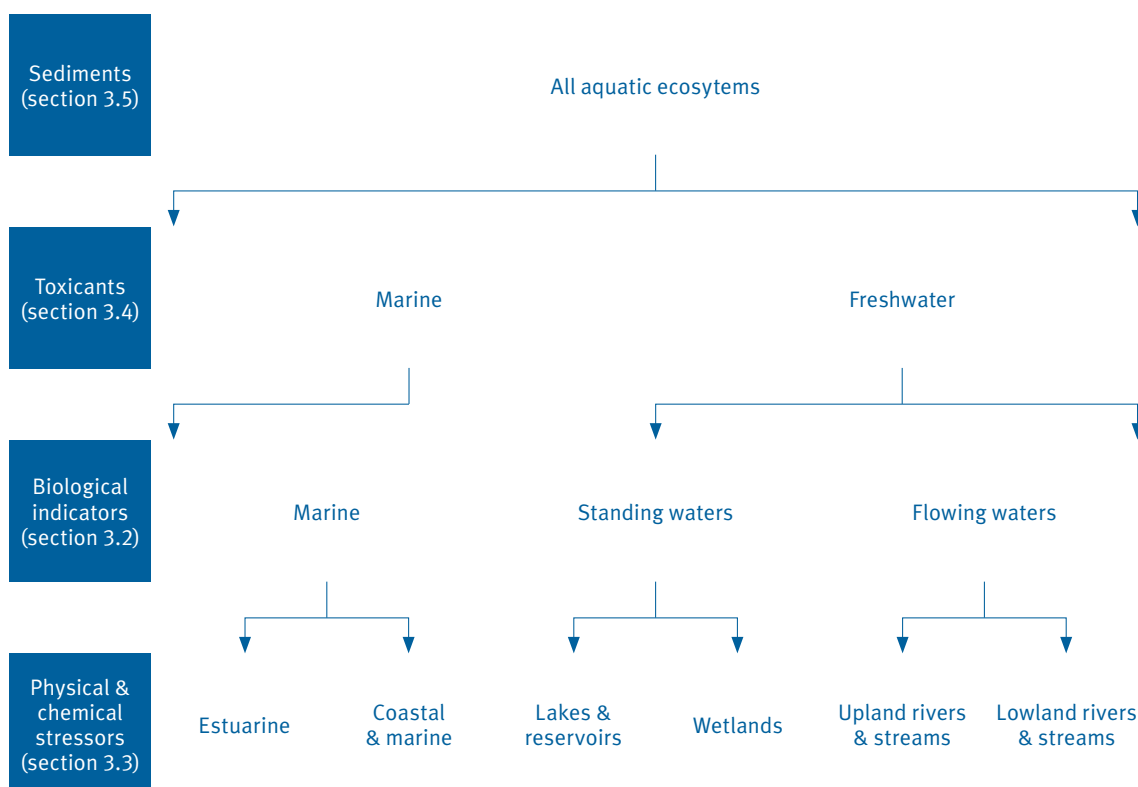 Sediments
(section 3.5)
All aquatic ecosytems
Toxicants
(section 3.4)
Marine
Freshwater
Biological
indicators
(section 3.2)
Marine
Standing waters
Flowing waters
Physical &
chemical
stressors
(section 3.3)
Estuarine
Coastal
& marine
Lakes &
reservoirs
Wetlands
Upland rivers
& streams
Lowland rivers
& streams